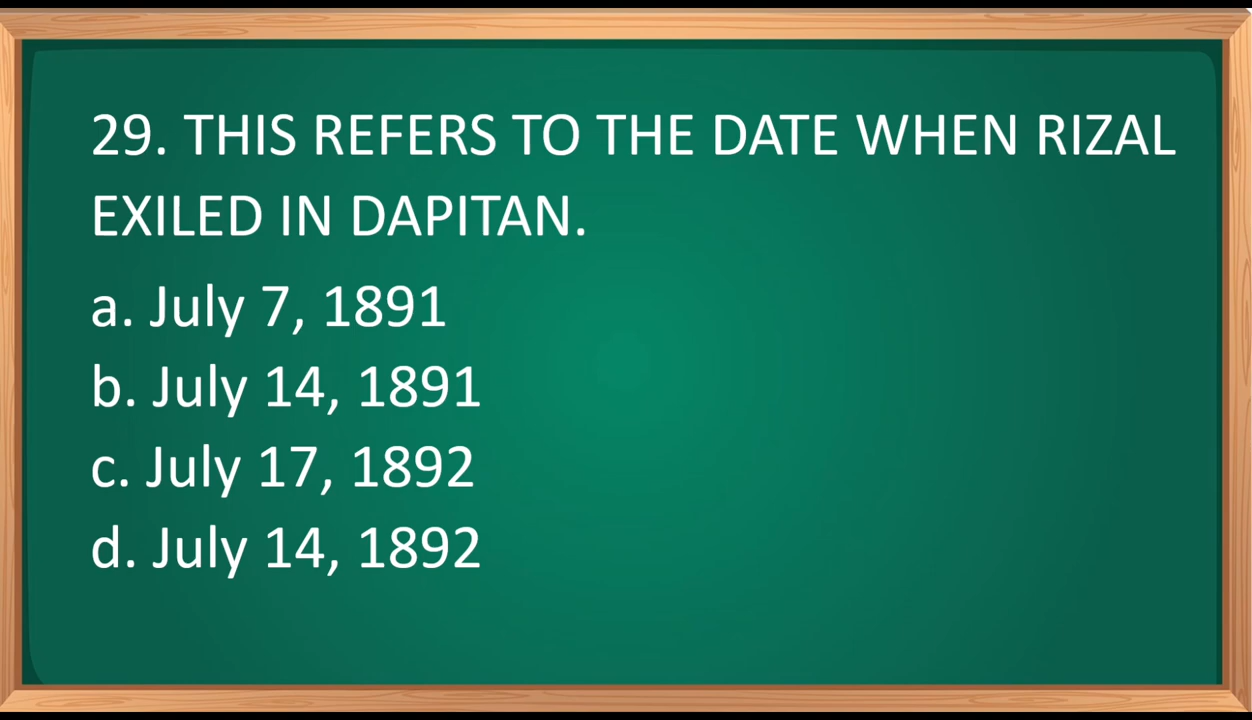 29. THIS REFERS TO THE DATE WHEN RIZAL
EXILED IN DAPITAN.
a. July 7, 1891
b. July 14, 1891
c. July 17, 1892
d. July 14, 1892